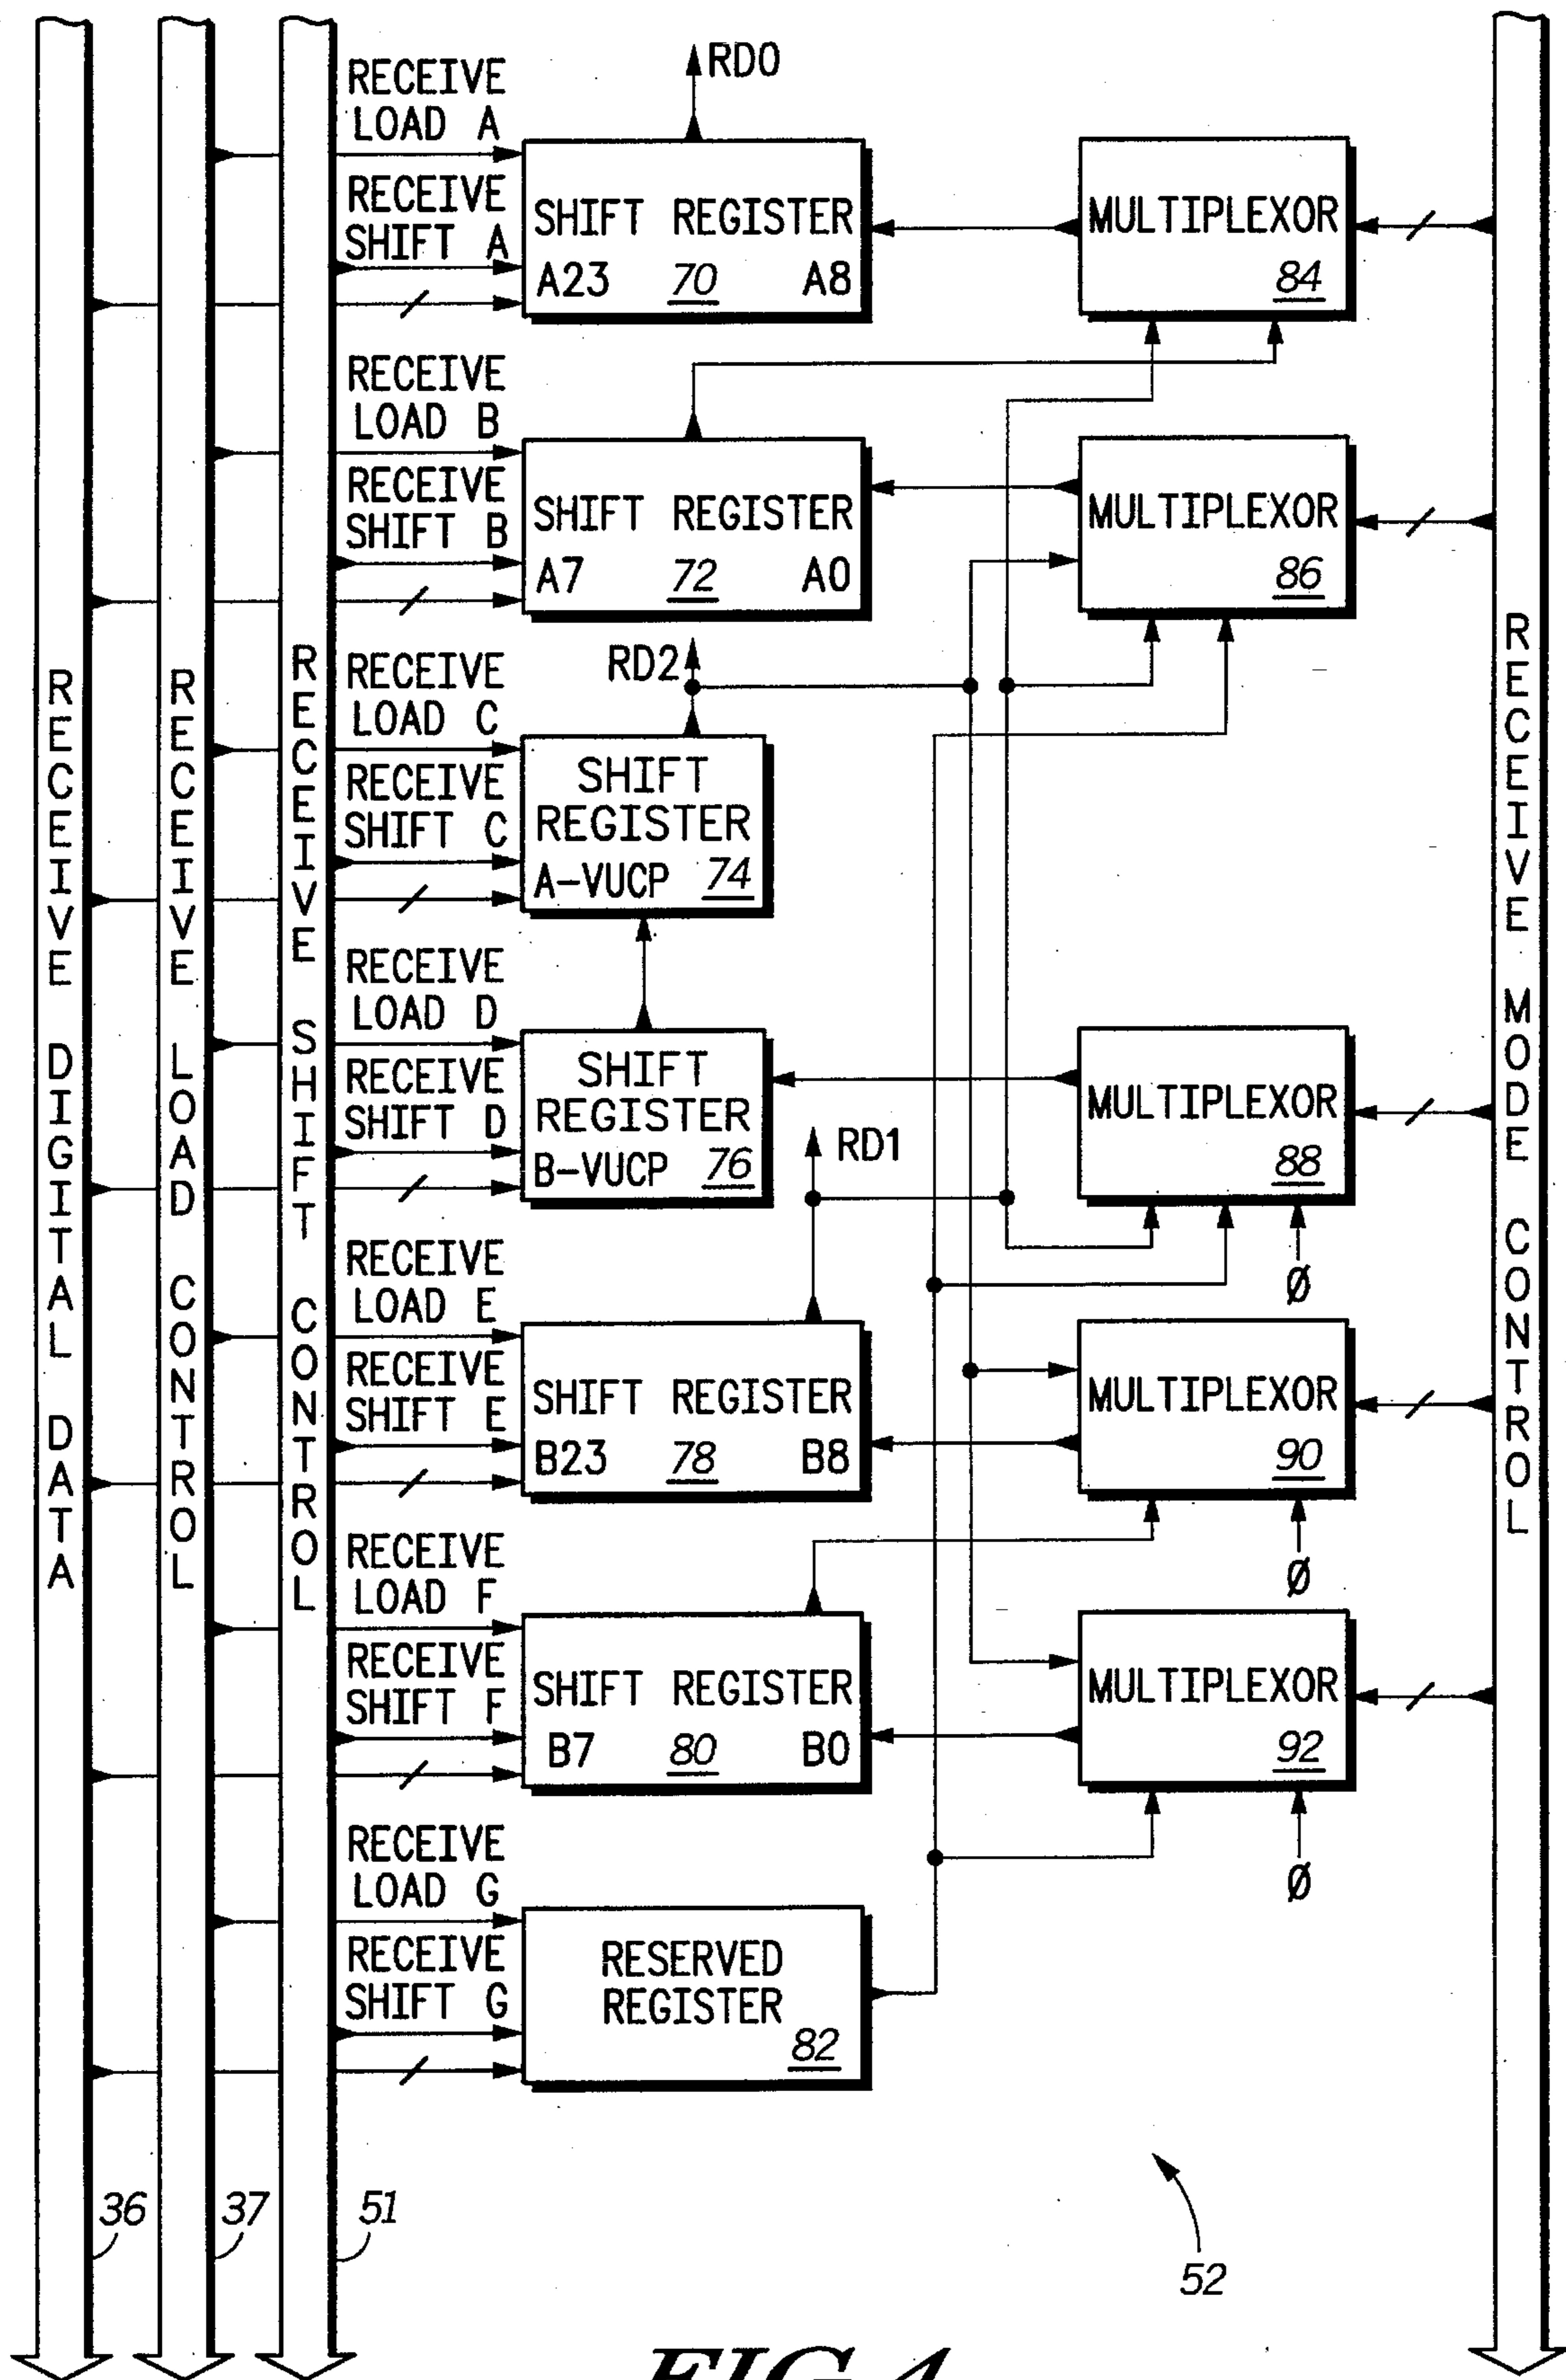 RD0
RECEIVE
LOAD A
RECEIVE
SHIFT A
SHIFT REGISTER
A23 70 A8
MULTIPLEXOR
84
RECEIVE
LOAD B
RECEIVE
SHIFT B
SHIFT REGISTER
A7 72 A0
MULTIPLEXOR
86
RD2
RECEIVE
LOAD C
RECEIVE
SHIFT C
SHIFT
REGISTER
A-VUCP 74
RECEIVE
LOAD D
RECEIVE
SHIFT D
SHIFT
REGISTER
B-VUCP 76
RD1
MULTIPLEXOR
88
Ø
RECEIVE
LOAD E
RECEIVE
SHIFT E
SHIFT REGISTER
B23 78 B8
MULTIPLEXOR
90
Ø
RECEIVE
LOAD F
RECEIVE
SHIFT F
SHIFT REGISTER
B7 80 B0
MULTIPLEXOR
92
Ø
RECEIVE
LOAD G
RECEIVE
SHIFT G
RESERVED
REGISTER
82
RECEIVE DIGITAL DATA
RECEIVE LOAD CONTROL
RECEIVE SHIFT CONTROL
RECEIVE MODE CONTROL
36
37
51
52
FIG.4